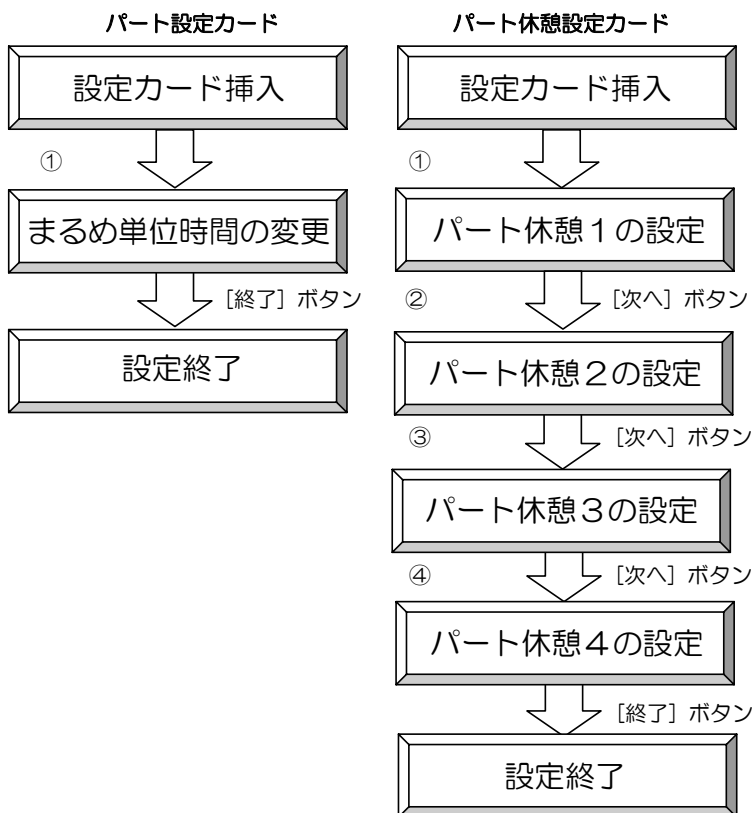 パート設定カード
設定カード挿入
①
まるめ単位時間の変更
［終了］ボタン
設定終了
パート休憩設定カード
設定カード挿入
①
パート休憩１の設定
②
［次へ］ボタン
パート休憩２の設定
③
［次へ］ボタン
パート休憩３の設定
④
［次へ］ボタン
パート休憩４の設定
［終了］ボタン
設定終了